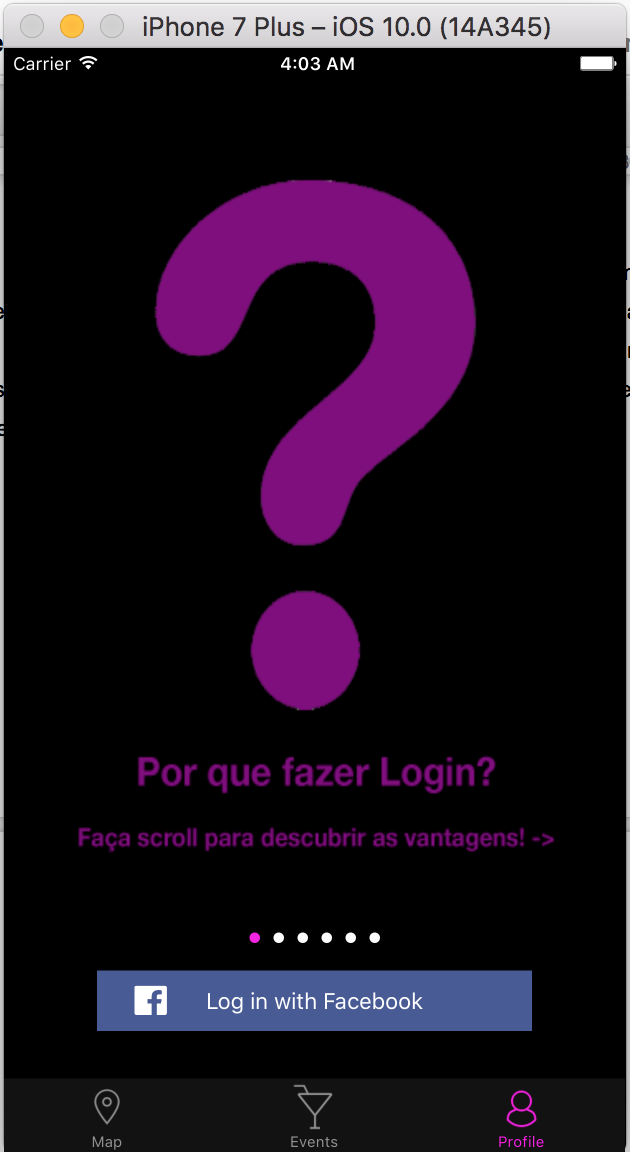 iPhone 7 Plus – iOS 10.0 (14A345)
Carrier 4:03 AM
Por que fazer Login?
Faça scroll para descubrir as vantagens! ->
Log in with Facebook
Map Events Profile